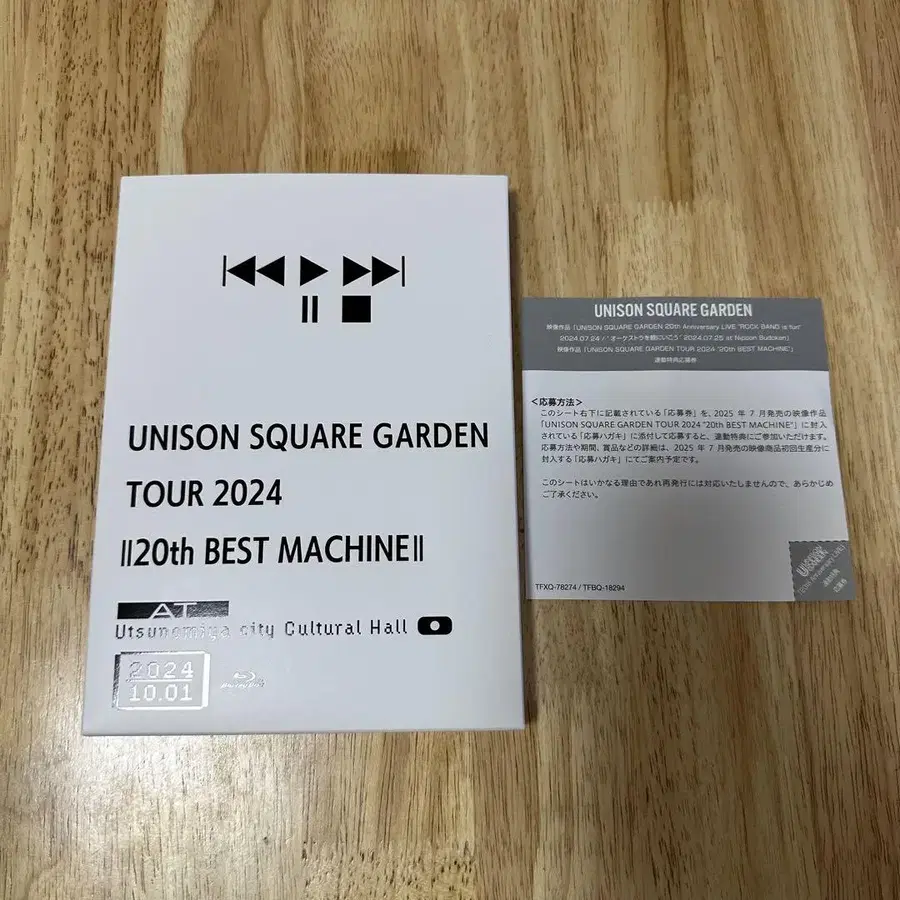 UNISON SQUARE GARDEN
TOUR 2024
||20th BEST MACHINE||
AT
Utsunomiya city Cultural Hall
2024
10.01
UNISON SQUARE GARDEN
映像作品「UNISON SQUARE GARDEN 20th Anniversary LIVE "ROCK BAND is fun"
2024.07.24 / "オーケストラを観にいこう" 2024.07.25 at Nippon Budokan」
映像作品「UNISON SQUARE GARDEN TOUR 2024 "20th BEST MACHINE"」
連動特典応募券
<応募方法>
このシート右下に記載されている「応募券」を、2025 年 7 月発売の映像作品
「UNISON SQUARE GARDEN TOUR 2024 "20th BEST MACHINE"」に封入
されている「応募ハガキ」に添付して応募すると、連動特典にご参加いただけます。
応募方法や期間、賞品などの詳細は、2025 年 7 月発売の映像商品初回生産分に
封入する「応募ハガキ」にてご案内予定です。
このシートはいかなる理由であれ再発行には対応いたしませんので、あらかじめ
ご了承ください。
TFXQ-78274 / TFBQ-18294
UNISON
SQUARE
GARDEN
20th Anniversary LIVE
連動特典
応募券